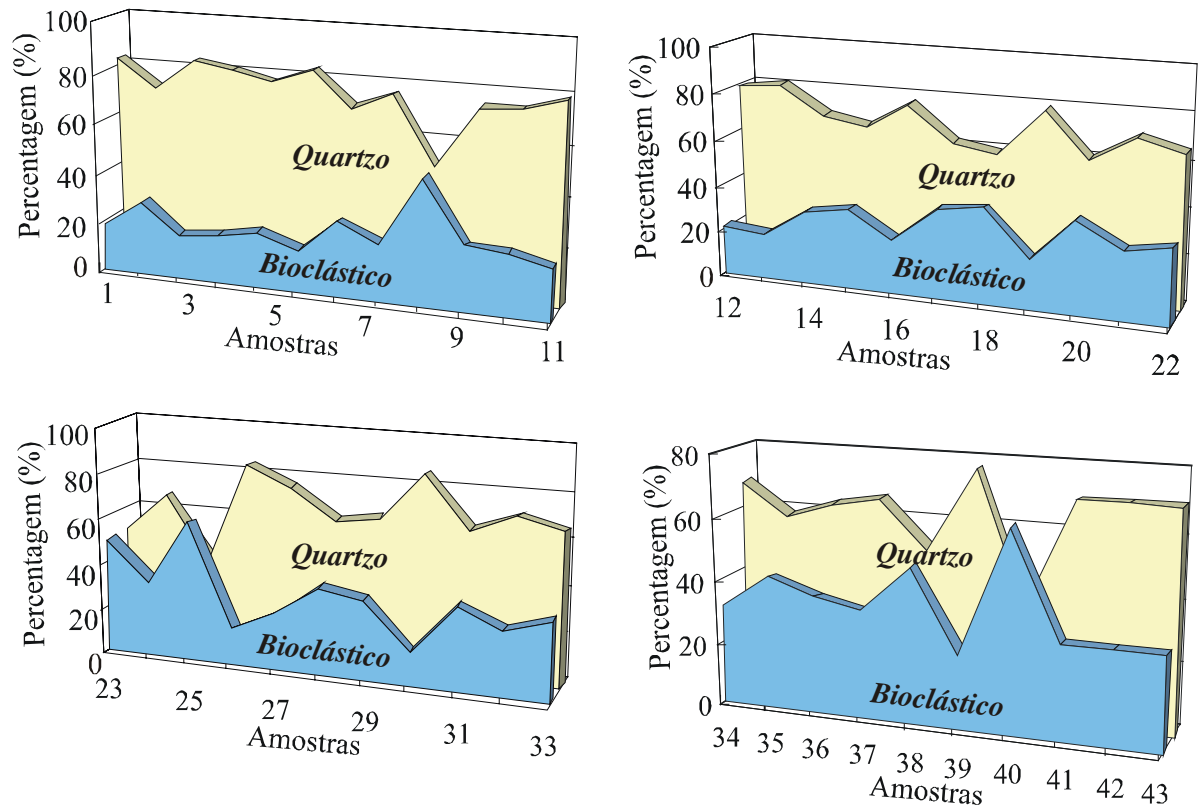 Percentagem (%)
100
80
60
40
20
0
Quartzo
Bioclástico
1 3 5 7 9 11
Amostras
Percentagem (%)
100
80
60
40
20
0
Quartzo
Bioclástico
12 14 16 18 20 22
Amostras
Percentagem (%)
100
80
60
40
20
0
Quartzo
Bioclástico
23 25 27 29 31 33
Amostras
Percentagem (%)
80
60
40
20
0
Quartzo
Bioclástico
34 35 36 37 38 39 40 41 42 43
Amostras